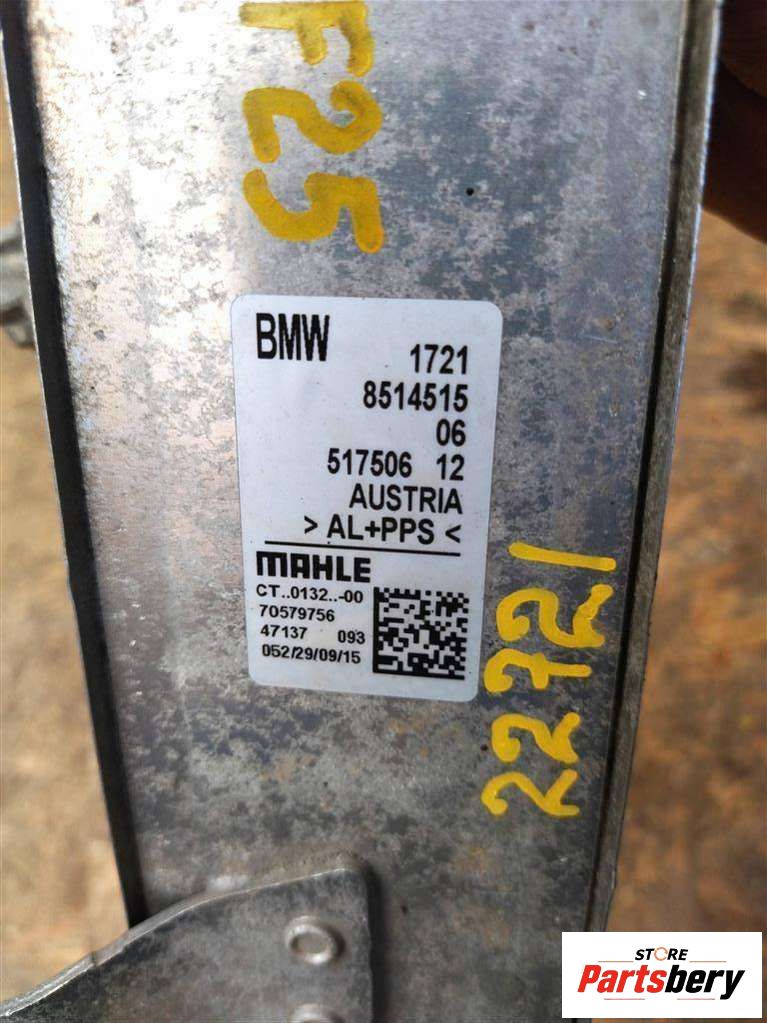 F25
BMW 1721
8514515
06
517506 12
AUSTRIA
> AL+PPS <
MAHLE
CT..0132..-00
70579756
47137 093
052/29/09/15
22721
STORE
Partsbery